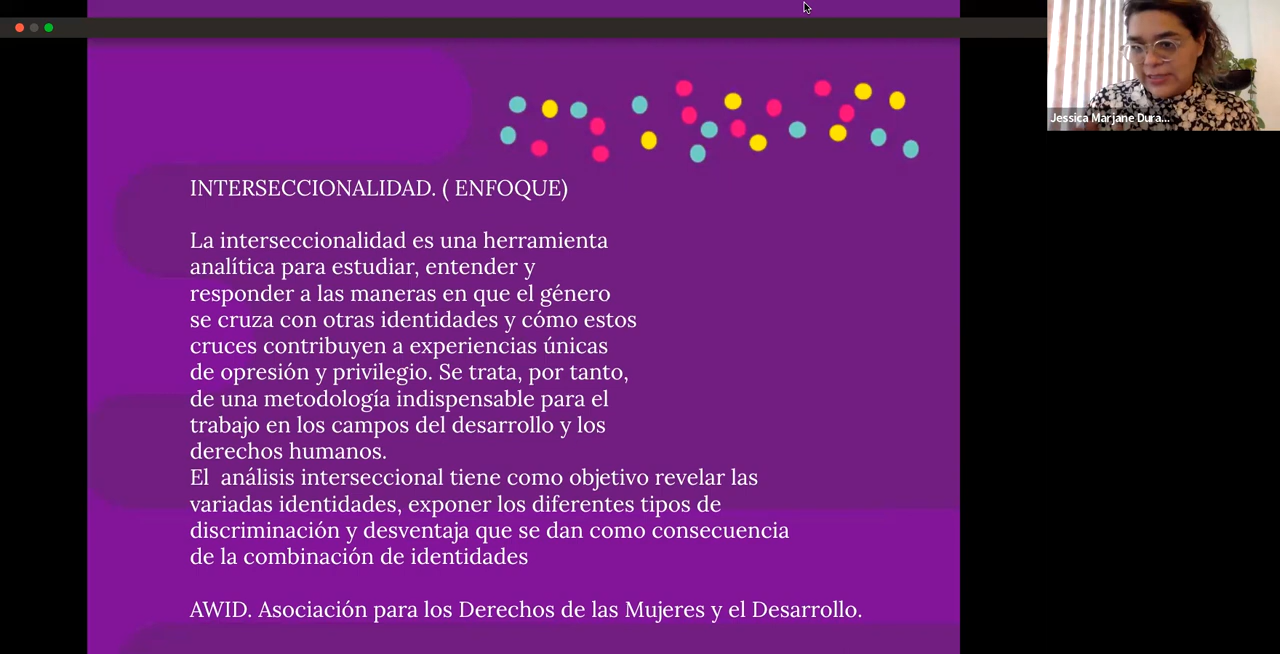 Jessica Marjane Dura...
INTERSECCIONALIDAD. ( ENFOQUE)
La interseccionalidad es una herramienta
analítica para estudiar, entender y
responder a las maneras en que el género
se cruza con otras identidades y cómo estos
cruces contribuyen a experiencias únicas
de opresión y privilegio. Se trata, por tanto,
de una metodología indispensable para el
trabajo en los campos del desarrollo y los
derechos humanos.
El  análisis interseccional tiene como objetivo revelar las
variadas identidades, exponer los diferentes tipos de
discriminación y desventaja que se dan como consecuencia
de la combinación de identidades
AWID. Asociación para los Derechos de las Mujeres y el Desarrollo.